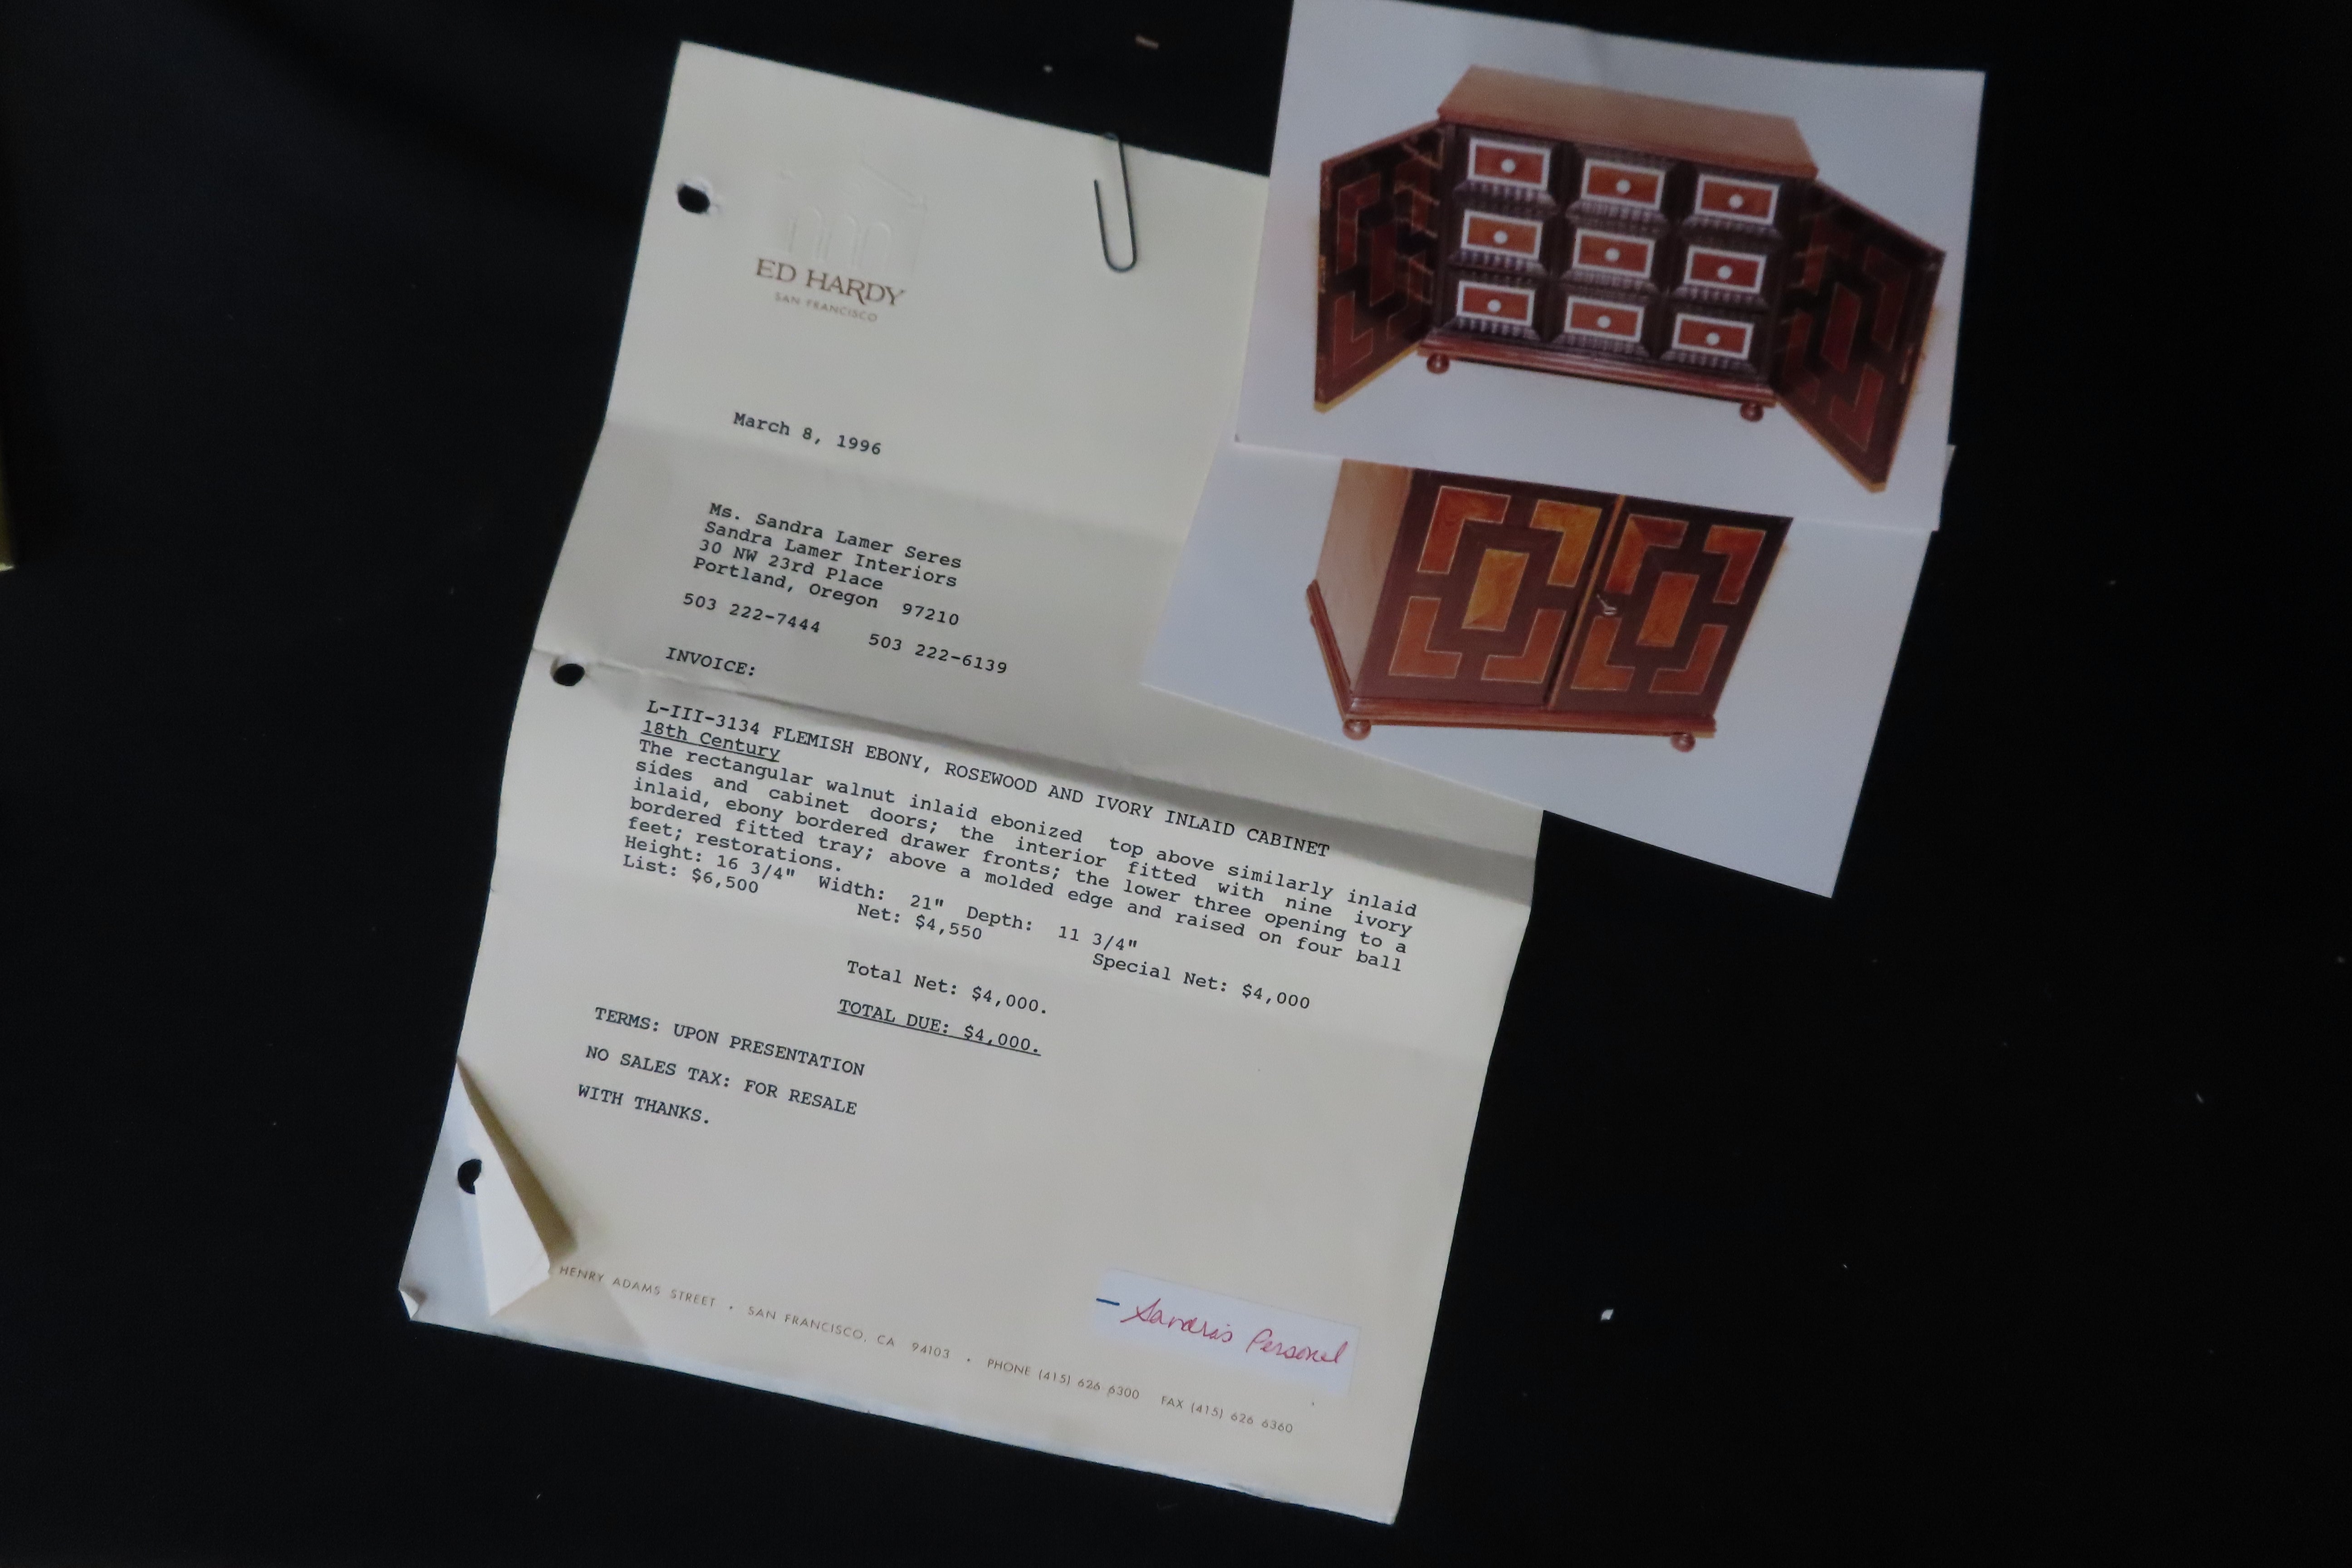 ED HARDY
SAN FRANCISCO
March 8, 1996
Ms. Sandra Lamer Seres
Sandra Lamer Interiors
30 NW 23rd Place
Portland, Oregon 97210
503 222-7444 503 222-6139
INVOICE:
L-III-3134 FLEMISH EBONY, ROSEWOOD AND IVORY INLAID CABINET
18th Century
The rectangular walnut inlaid ebonized top above similarly inlaid
sides and cabinet doors; the interior fitted with nine ivory
inlaid, ebony bordered drawer fronts; the lower three opening to a
bordered fitted tray; above a molded edge and raised on four ball
feet; restorations.
Height: 16 3/4" Width: 21" Depth: 11 3/4"
List: $6,500 Net: $4,550 Special Net: $4,000
Total Net: $4,000.
TOTAL DUE: $4,000.
TERMS: UPON PRESENTATION
NO SALES TAX: FOR RESALE
WITH THANKS.
— Sandra's Personal
HENRY ADAMS STREET • SAN FRANCISCO, CA 94103 • PHONE (415) 626 6300 FAX (415) 626 6360